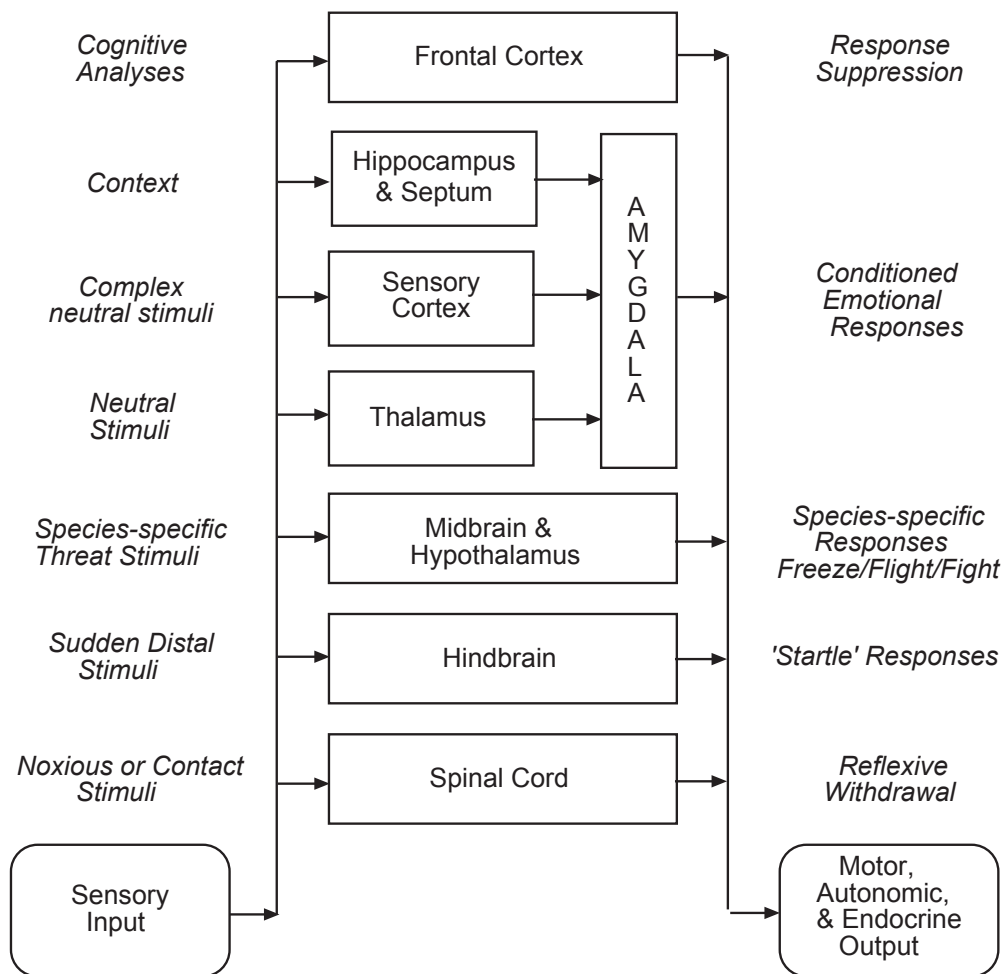 Cognitive
Analyses
Frontal Cortex
Response
Suppression
Context
Hippocampus
& Septum
AMYGDALA
Complex
neutral stimuli
Sensory
Cortex
Conditioned
Emotional
Responses
Neutral
Stimuli
Thalamus
Species-specific
Threat Stimuli
Midbrain &
Hypothalamus
Species-specific
Responses
Freeze/Flight/Fight
Sudden Distal
Stimuli
Hindbrain
'Startle' Responses
Noxious or Contact
Stimuli
Spinal Cord
Reflexive
Withdrawal
Sensory
Input
Motor,
Autonomic,
& Endocrine
Output